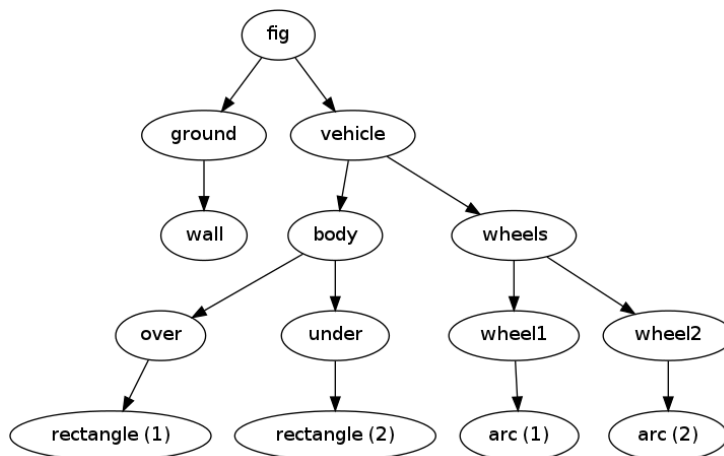 fig
ground
vehicle
wall
body
wheels
over
under
wheel1
wheel2
rectangle (1)
rectangle (2)
arc (1)
arc (2)